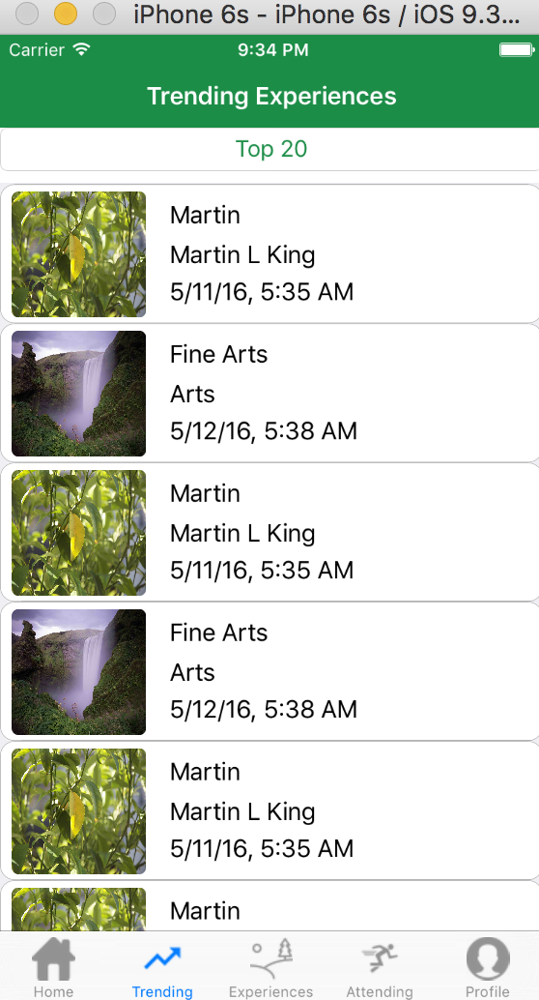 iPhone 6s - iPhone 6s / iOS 9.3...
Carrier 9:34 PM
Trending Experiences
Top 20
Martin
Martin L King
5/11/16, 5:35 AM
Fine Arts
Arts
5/12/16, 5:38 AM
Martin
Martin L King
5/11/16, 5:35 AM
Fine Arts
Arts
5/12/16, 5:38 AM
Martin
Martin L King
5/11/16, 5:35 AM
Martin
Home Trending Experiences Attending Profile